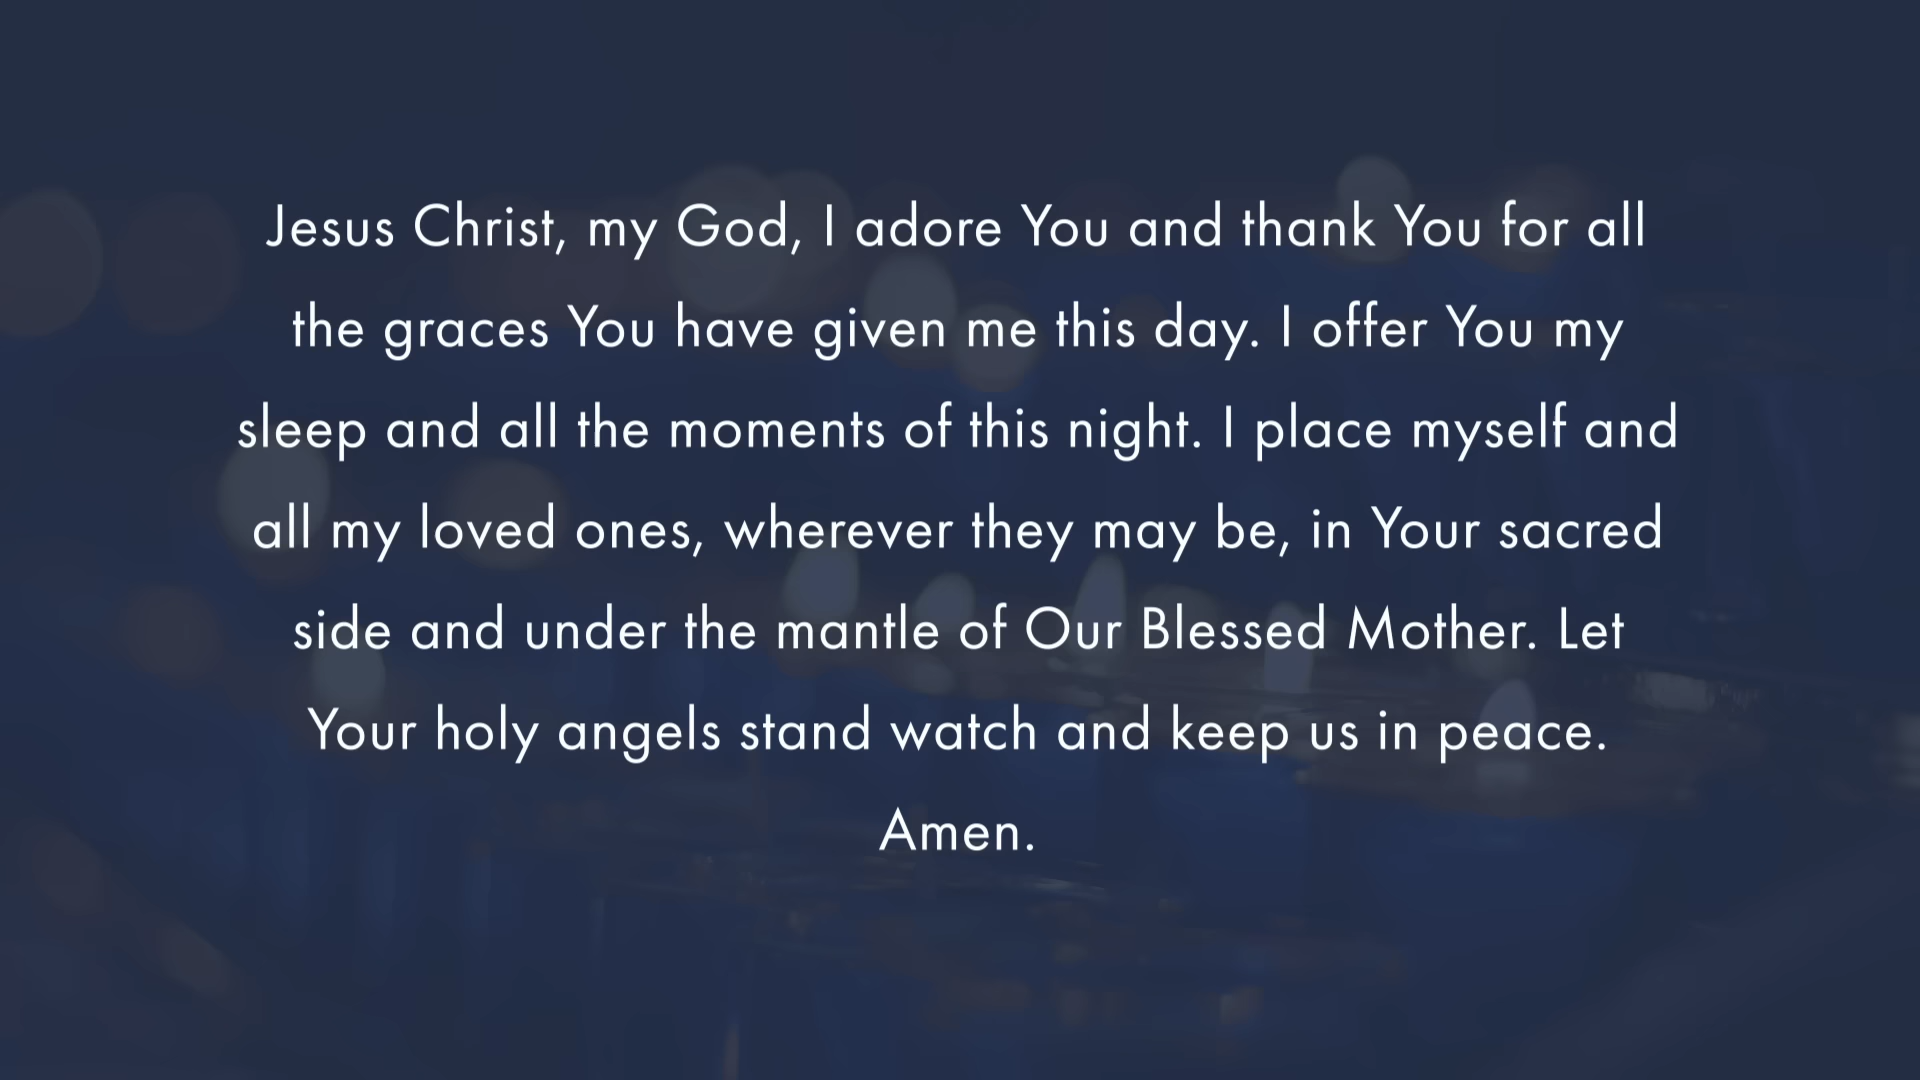 Jesus Christ, my God, I adore You and thank You for all
the graces You have given me this day. I offer You my
sleep and all the moments of this night. I place myself and
all my loved ones, wherever they may be, in Your sacred
side and under the mantle of Our Blessed Mother. Let
Your holy angels stand watch and keep us in peace.
Amen.